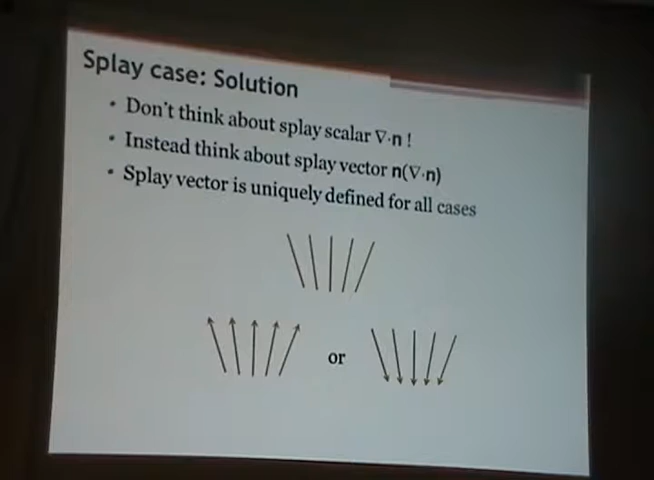 Splay case: Solution
• Don't think about splay scalar ∇·n !
• Instead think about splay vector n(∇·n)
• Splay vector is uniquely defined for all cases
or